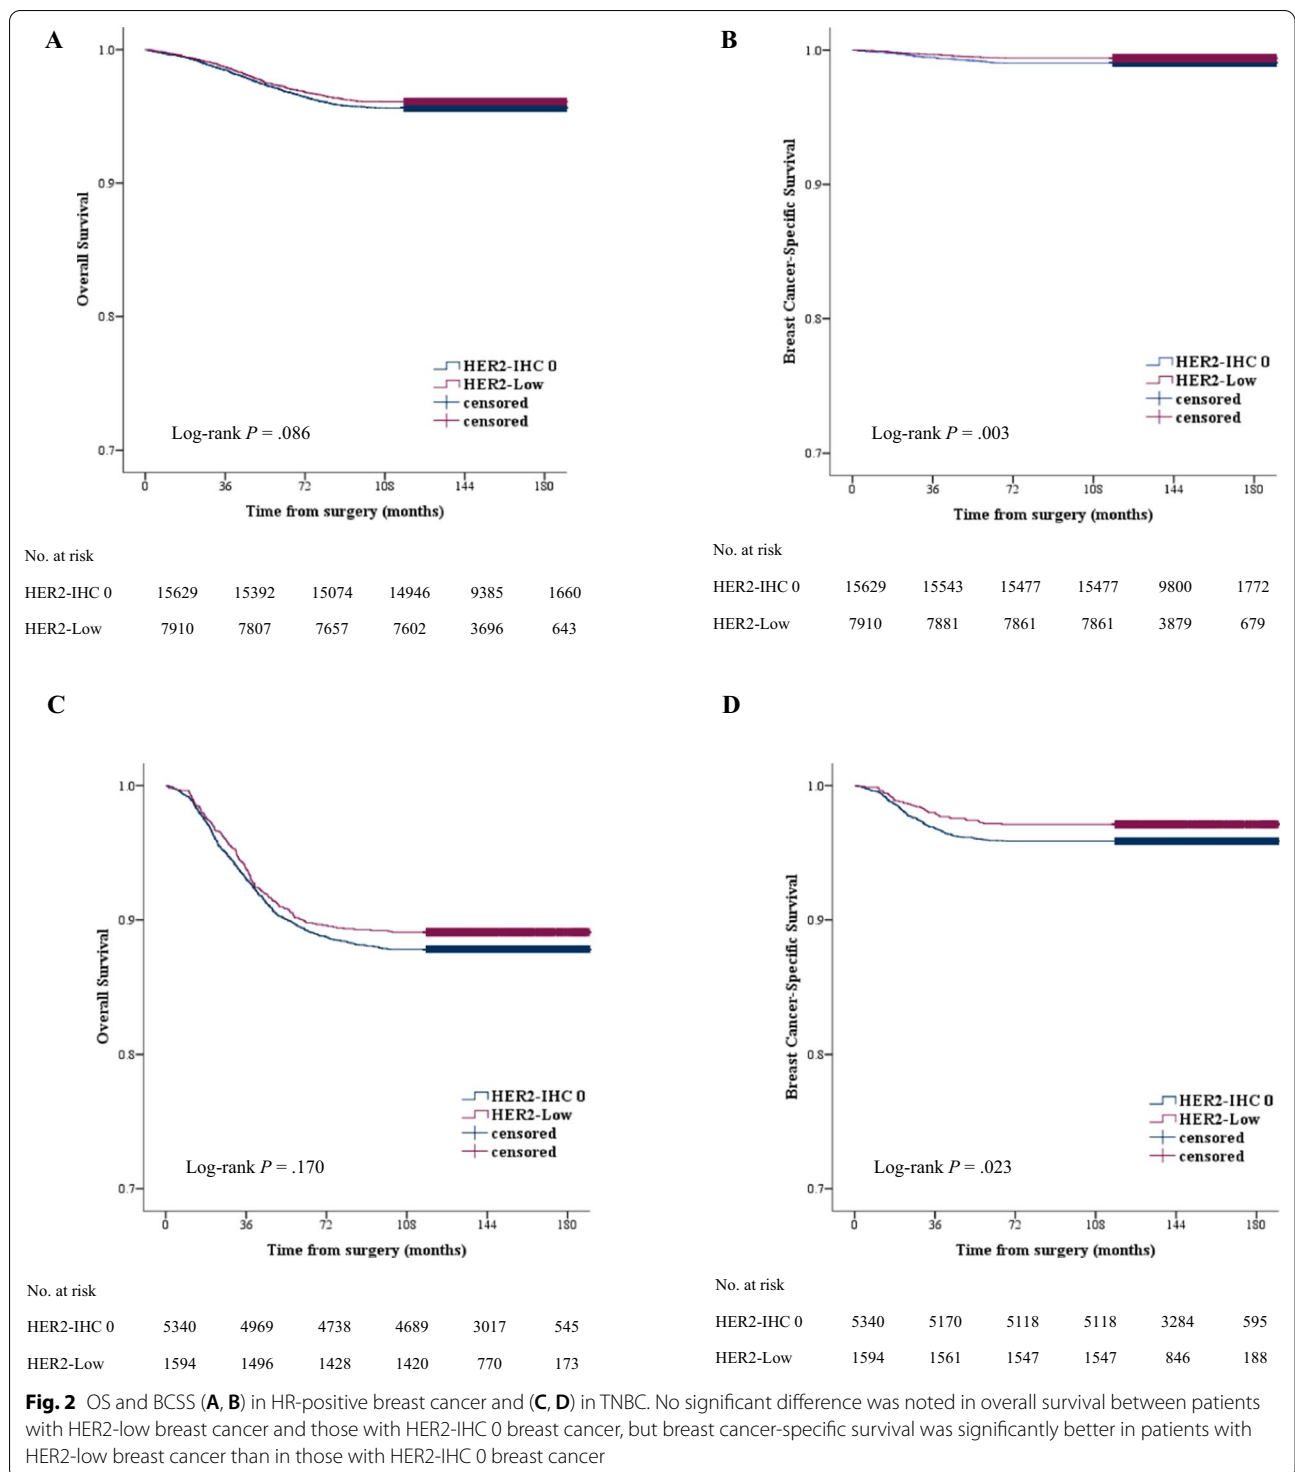 A
1.0
0.9
0.8
0.7
Overall Survival
HER2-IHC 0
HER2-Low
censored
censored
Log-rank P = .086
0 36 72 108 144 180
Time from surgery (months)
No. at risk
HER2-IHC 0 15629 15392 15074 14946 9385 1660
HER2-Low 7910 7807 7657 7602 3696 643
B
1.0
0.9
0.8
0.7
Breast Cancer-Specific Survival
HER2-IHC 0
HER2-Low
censored
censored
Log-rank P = .003
0 36 72 108 144 180
Time from surgery (months)
No. at risk
HER2-IHC 0 15629 15543 15477 15477 9800 1772
HER2-Low 7910 7881 7861 7861 3879 679
C
1.0
0.9
0.8
0.7
Overall Survival
HER2-IHC 0
HER2-Low
censored
censored
Log-rank P = .170
0 36 72 108 144 180
Time from surgery (months)
No. at risk
HER2-IHC 0 5340 4969 4738 4689 3017 545
HER2-Low 1594 1496 1428 1420 770 173
D
1.0
0.9
0.8
0.7
Breast Cancer-Specific Survival
HER2-IHC 0
HER2-Low
censored
censored
Log-rank P = .023
0 36 72 108 144 180
Time from surgery (months)
No. at risk
HER2-IHC 0 5340 5170 5118 5118 3284 595
HER2-Low 1594 1561 1547 1547 846 188
Fig. 2 OS and BCSS (A, B) in HR-positive breast cancer and (C, D) in TNBC. No significant difference was noted in overall survival between patients
with HER2-low breast cancer and those with HER2-IHC 0 breast cancer, but breast cancer-specific survival was significantly better in patients with
HER2-low breast cancer than in those with HER2-IHC 0 breast cancer